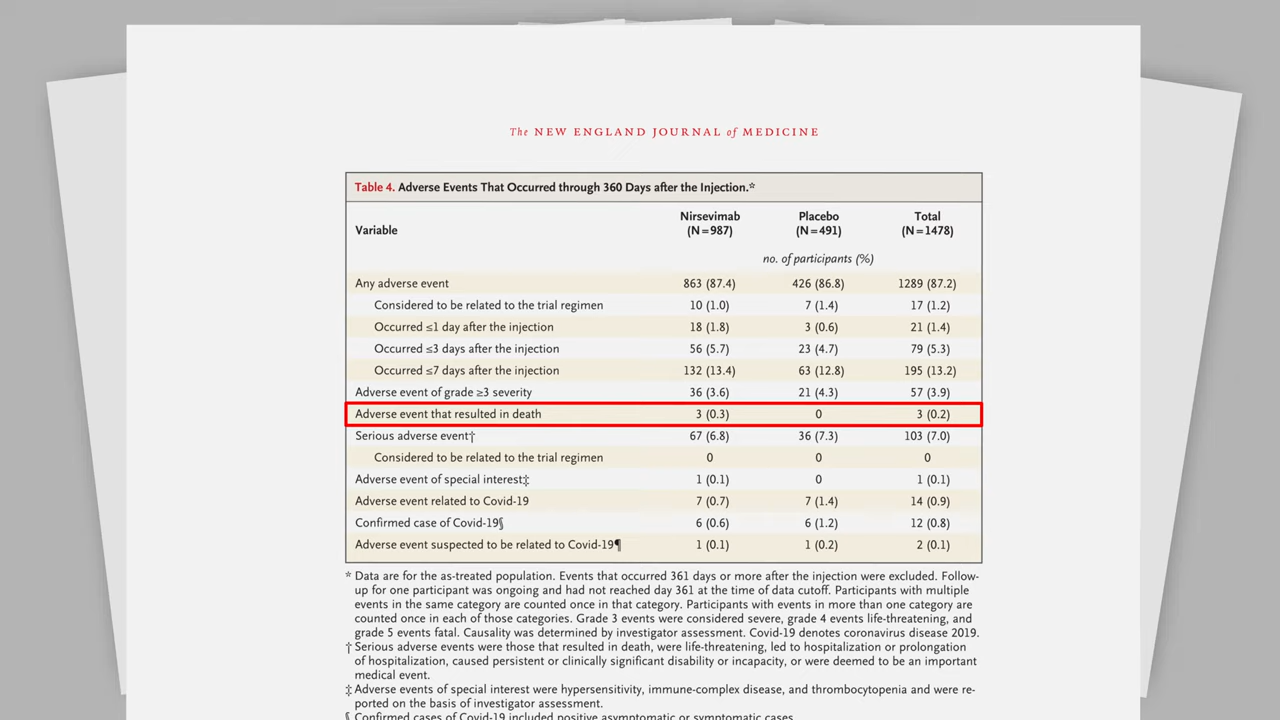 The NEW ENGLAND JOURNAL of MEDICINE
Table 4. Adverse Events That Occurred through 360 Days after the Injection.*
Variable Nirsevimab (N=987) Placebo (N=491) Total (N=1478)
no. of participants (%)
Any adverse event 863 (87.4) 426 (86.8) 1289 (87.2)
Considered to be related to the trial regimen 10 (1.0) 7 (1.4) 17 (1.2)
Occurred ≤1 day after the injection 18 (1.8) 3 (0.6) 21 (1.4)
Occurred ≤3 days after the injection 56 (5.7) 23 (4.7) 79 (5.3)
Occurred ≤7 days after the injection 132 (13.4) 63 (12.8) 195 (13.2)
Adverse event of grade ≥3 severity 36 (3.6) 21 (4.3) 57 (3.9)
Adverse event that resulted in death 3 (0.3) 0 3 (0.2)
Serious adverse event† 67 (6.8) 36 (7.3) 103 (7.0)
Considered to be related to the trial regimen 0 0 0
Adverse event of special interest‡ 1 (0.1) 0 1 (0.1)
Adverse event related to Covid-19 7 (0.7) 7 (1.4) 14 (0.9)
Confirmed case of Covid-19§ 6 (0.6) 6 (1.2) 12 (0.8)
Adverse event suspected to be related to Covid-19¶ 1 (0.1) 1 (0.2) 2 (0.1)
* Data are for the as-treated population. Events that occurred 361 days or more after the injection were excluded. Follow-
up for one participant was ongoing and had not reached day 361 at the time of data cutoff. Participants with multiple
events in the same category are counted once in that category. Participants with events in more than one category are
counted once in each of those categories. Grade 3 events were considered severe, grade 4 events life-threatening, and
grade 5 events fatal. Causality was determined by investigator assessment. Covid-19 denotes coronavirus disease 2019.
† Serious adverse events were those that resulted in death, were life-threatening, led to hospitalization or prolongation
of hospitalization, caused persistent or clinically significant disability or incapacity, or were deemed to be an important
medical event.
‡ Adverse events of special interest were hypersensitivity, immune-complex disease, and thrombocytopenia and were re-
ported on the basis of investigator assessment.
§ Confirmed cases of Covid-19 included positive asymptomatic or symptomatic cases.